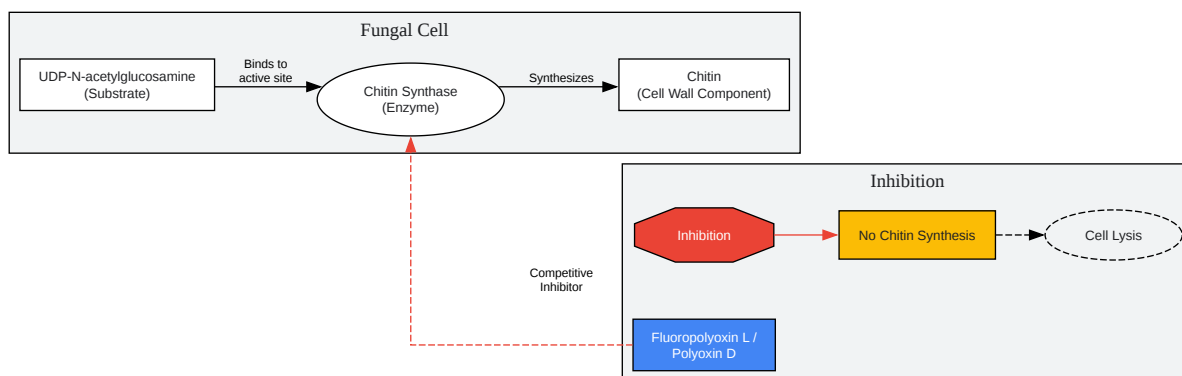 Fungal Cell
UDP-N-acetylglucosamine
(Substrate)
Binds to
active site
Chitin Synthase
(Enzyme)
Synthesizes
Chitin
(Cell Wall Component)
Inhibition
Inhibition
No Chitin Synthesis
Cell Lysis
Competitive
Inhibitor
Fluoropolyoxin L /
Polyoxin D